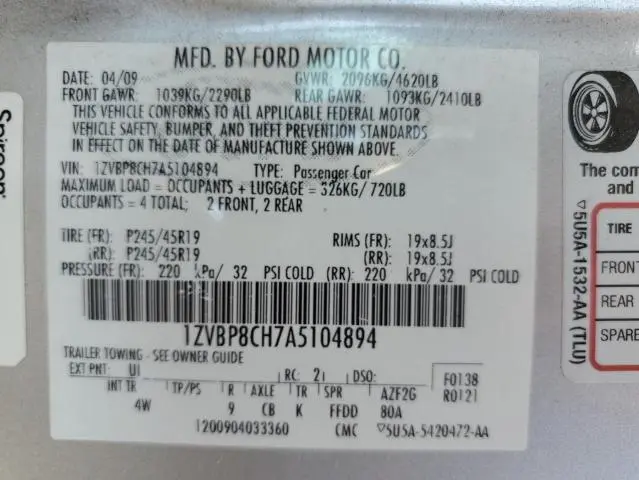 MFD. BY FORD MOTOR CO.
DATE: 04/09 GVWR: 2096KG/4620LB
FRONT GAWR: 1039KG/2290LB REAR GAWR: 1093KG/2410LB
THIS VEHICLE CONFORMS TO ALL APPLICABLE FEDERAL MOTOR
VEHICLE SAFETY, BUMPER, AND THEFT PREVENTION STANDARDS
IN EFFECT ON THE DATE OF MANUFACTURE SHOWN ABOVE.
VIN: 1ZVBP8CH7A5104894 TYPE: Passenger Car
MAXIMUM LOAD = OCCUPANTS + LUGGAGE = 326KG/720LB
OCCUPANTS = 4 TOTAL; 2 FRONT, 2 REAR
TIRE (FR): P245/45R19 RIMS (FR): 19x8.5J
(RR): P245/45R19 (RR): 19x8.5J
PRESSURE (FR): 220 kPa/ 32 PSI COLD (RR): 220 kPa/ 32 PSI COLD
1ZVBP8CH7A5104894
TRAILER TOWING - SEE OWNER GUIDE
EXT PNT: UI RC: 21 DSO: F0138
INT TR TP/PS R AXLE TR SPR AZF2G R0121
4W 9 CB K FFDD 80A
1200904033360 CMC ▽5U5A-5420472-AA
The com
and
TIRE
FRONT
REAR
SPARE
▽5U5A-1532-AA (TLU)